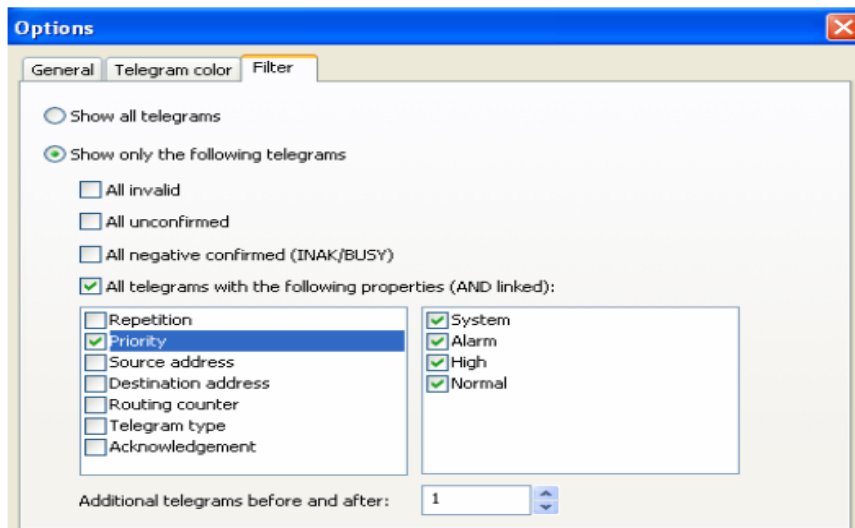 Options
General Telegram color Filter
Show all telegrams
Show only the following telegrams
All invalid
All unconfirmed
All negative confirmed (INAK/BUSY)
All telegrams with the following properties (AND linked):
Repetition
Priority
Source address
Destination address
Routing counter
Telegram type
Acknowledgement
System
Alarm
High
Normal
Additional telegrams before and after: 1